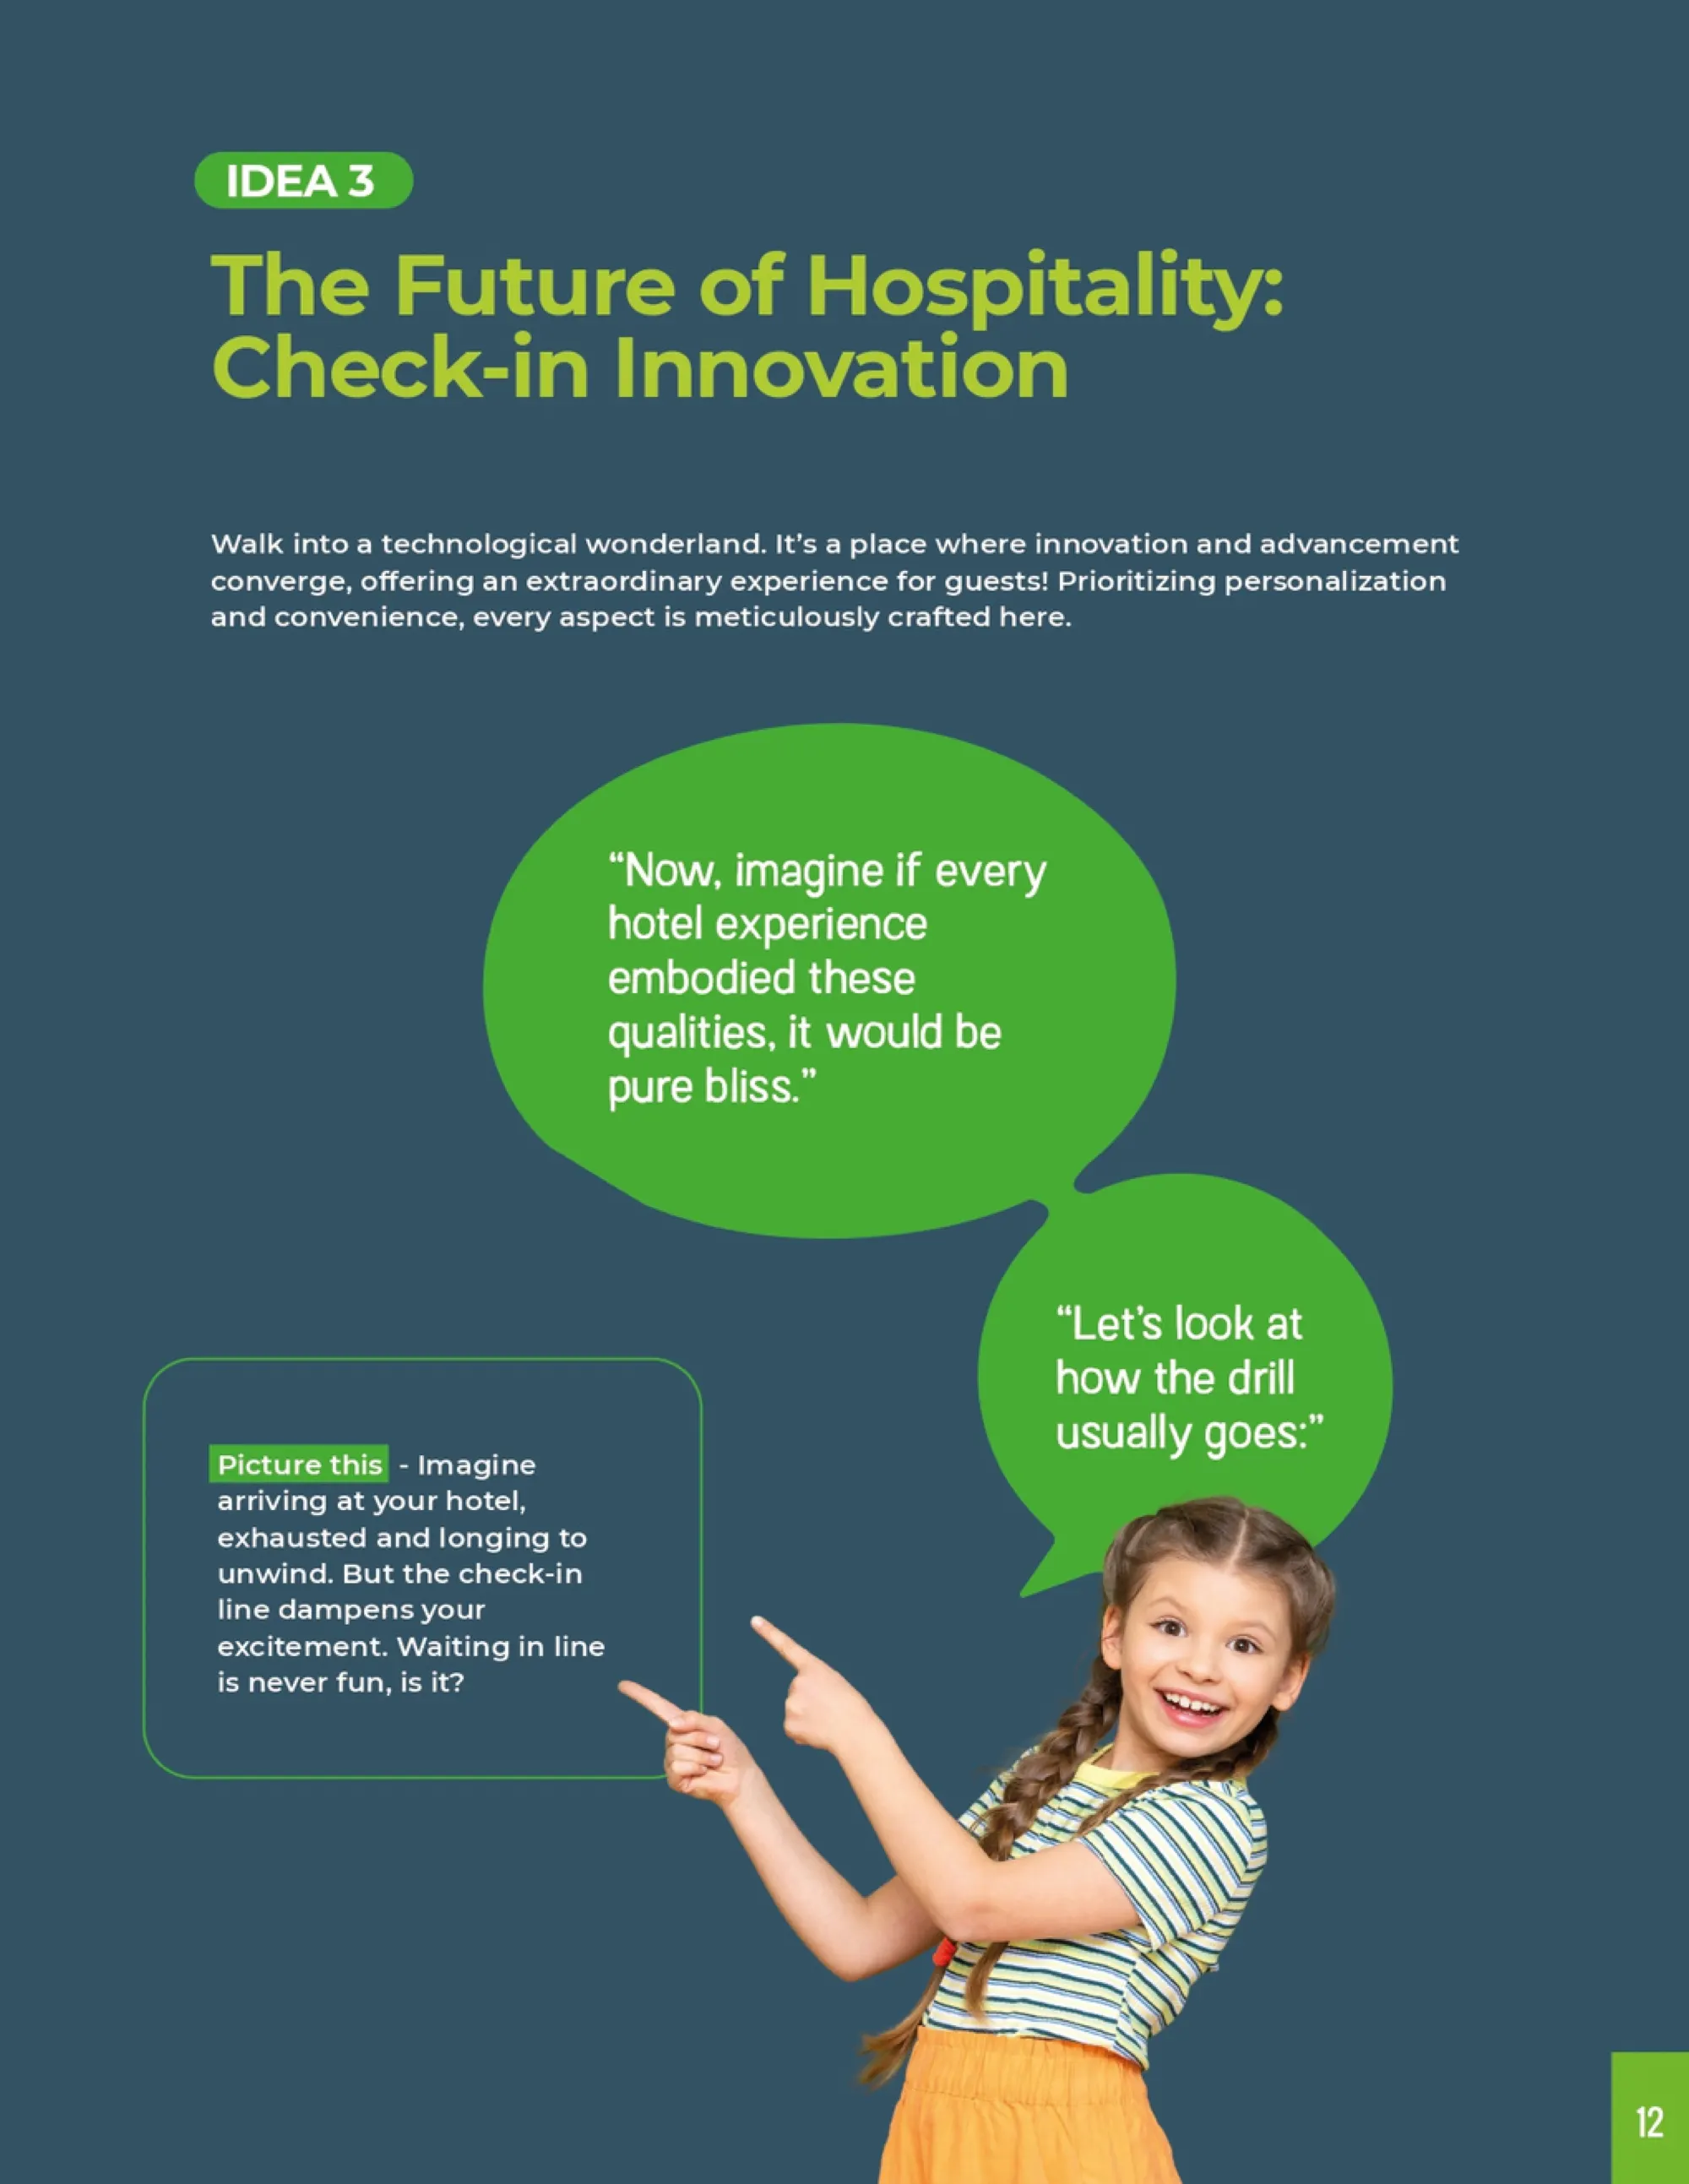 IDEA 3
The Future of Hospitality:
Check-in Innovation
Walk into a technological wonderland. It’s a place where innovation and advancement
converge, offering an extraordinary experience for guests! Prioritizing personalization
and convenience, every aspect is meticulously crafted here.
“Now, imagine if every
hotel experience
embodied these
qualities, it would be
pure bliss.”
“Let’s look at
how the drill
usually goes:”
Picture this - Imagine
arriving at your hotel,
exhausted and longing to
unwind. But the check-in
line dampens your
excitement. Waiting in line
is never fun, is it?
12